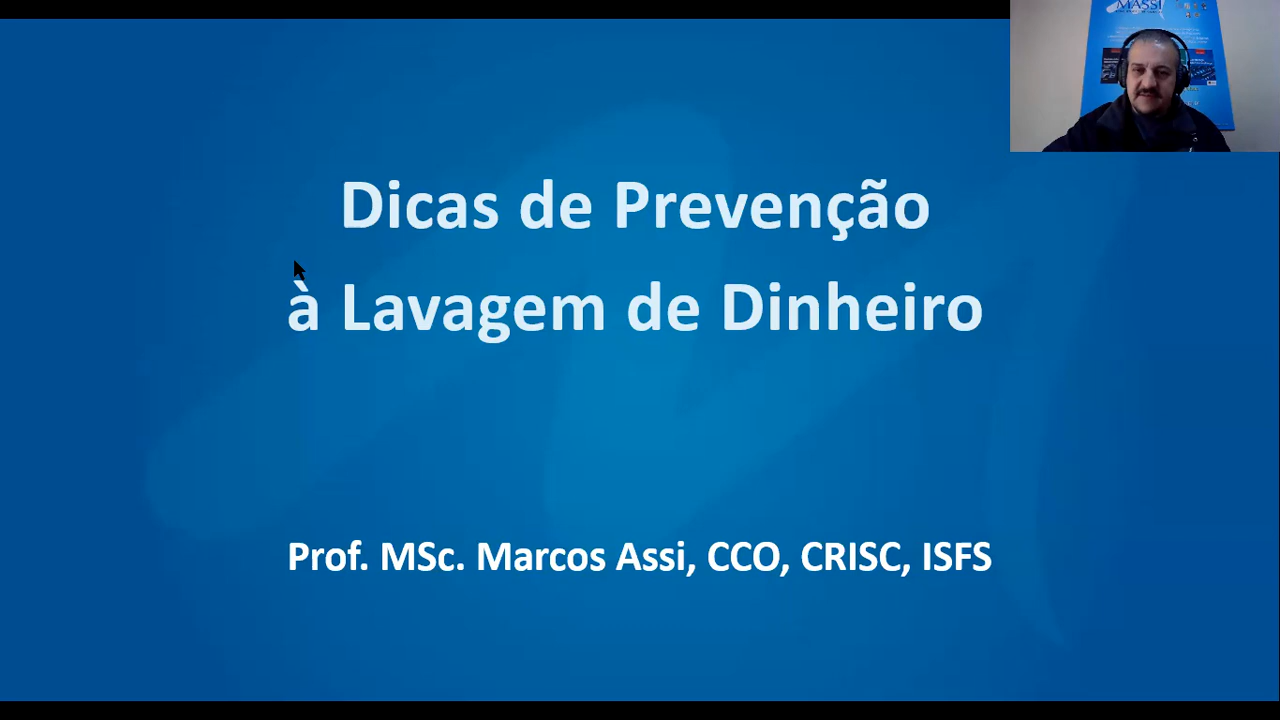 MASSI
Dicas de Prevenção
à Lavagem de Dinheiro
Prof. MSc. Marcos Assi, CCO, CRISC, ISFS